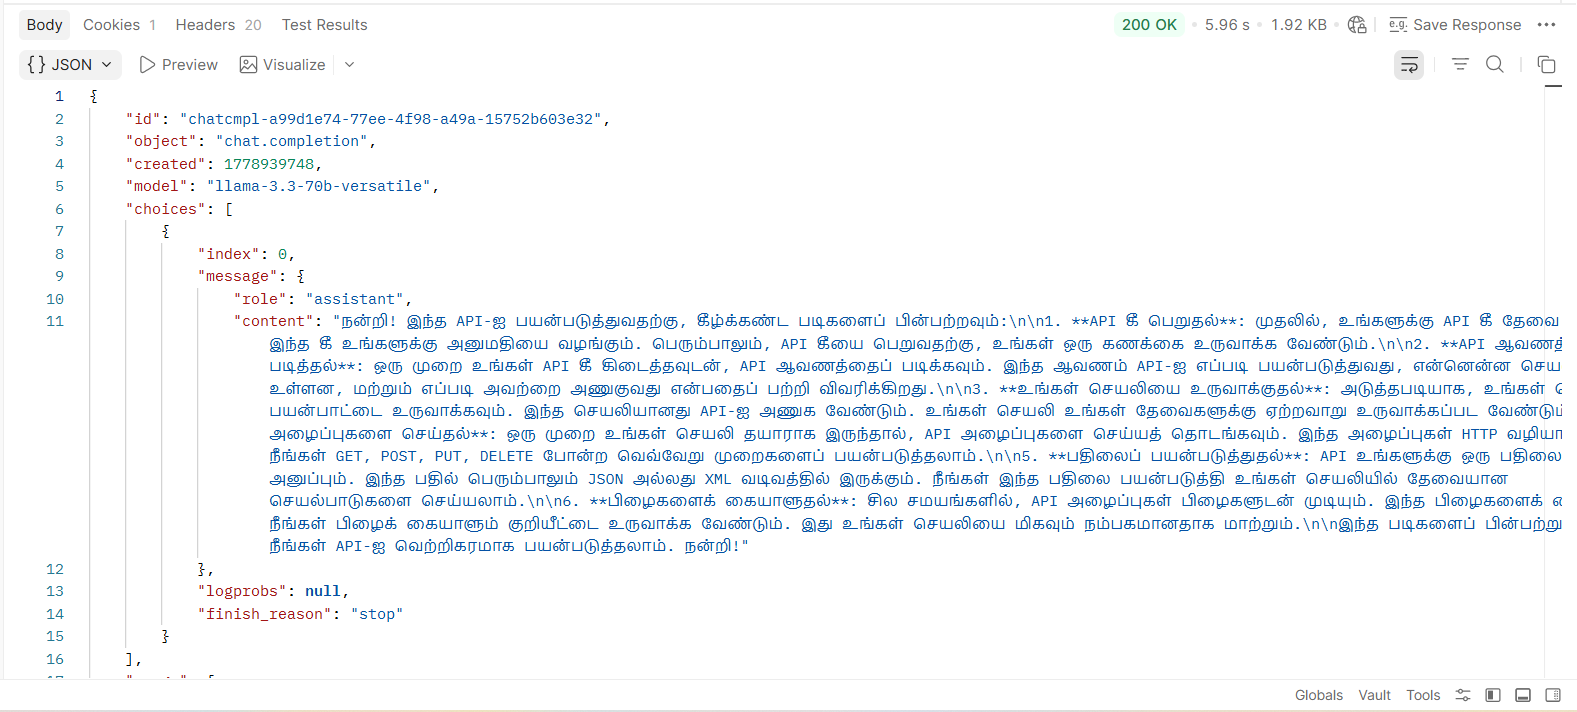 Body Cookies 1 Headers 20 Test Results 200 OK • 5.96 s • 1.92 KB • e.g. Save Response
{} JSON Preview Visualize
1 {
2 "id": "chatcmpl-a99d1e74-77ee-4f98-a49a-15752b603e32",
3 "object": "chat.completion",
4 "created": 1778939748,
5 "model": "llama-3.3-70b-versatile",
6 "choices": [
7 {
8 "index": 0,
9 "message": {
10 "role": "assistant",
11 "content": "நன்றி! இந்த API-ஐ பயன்படுத்துவதற்கு, கீழ்க்கண்ட படிகளைப் பின்பற்றவும்:\n\n1. **API கீ பெறுதல்**: முதலில், உங்களுக்கு API கீ தேவை
இந்த கீ உங்களுக்கு அனுமதியை வழங்கும். பெரும்பாலும், API கீயை பெறுவதற்கு, உங்கள் ஒரு கணக்கை உருவாக்க வேண்டும்.\n\n2. **API ஆவணத்
படித்தல்**: ஒரு முறை உங்கள் API கீ கிடைத்தவுடன், API ஆவணத்தைப் படிக்கவும். இந்த ஆவணம் API-ஐ எப்படி பயன்படுத்துவது, என்னென்ன செய
உள்ளன, மற்றும் எப்படி அவற்றை அணுகுவது என்பதைப் பற்றி விவரிக்கிறது.\n\n3. **உங்கள் செயலியை உருவாக்குதல்**: அடுத்தபடியாக, உங்கள்
பயன்பாட்டை உருவாக்கவும். இந்த செயலியானது API-ஐ அணுக வேண்டும். உங்கள் செயலி உங்கள் தேவைகளுக்கு ஏற்றவாறு உருவாக்கப்பட வேண்டும்
அழைப்புகளை செய்தல்**: ஒரு முறை உங்கள் செயலி தயாராக இருந்தால், API அழைப்புகளை செய்யத் தொடங்கவும். இந்த அழைப்புகள் HTTP வழியா
நீங்கள் GET, POST, PUT, DELETE போன்ற வெவ்வேறு முறைகளைப் பயன்படுத்தலாம்.\n\n5. **பதிலைப் பயன்படுத்துதல்**: API உங்களுக்கு ஒரு பதிலை
அனுப்பும். இந்த பதில் பெரும்பாலும் JSON அல்லது XML வடிவத்தில் இருக்கும். நீங்கள் இந்த பதிலை பயன்படுத்தி உங்கள் செயலியில் தேவையான
செயல்பாடுகளை செய்யலாம்.\n\n6. **பிழைகளைக் கையாளுதல்**: சில சமயங்களில், API அழைப்புகள் பிழைகளுடன் முடியும். இந்த பிழைகளைக்
நீங்கள் பிழைக் கையாளும் குறியீட்டை உருவாக்க வேண்டும். இது உங்கள் செயலியை மிகவும் நம்பகமானதாக மாற்றும்.\n\nஇந்த படிகளைப் பின்பற்று
நீங்கள் API-ஐ வெற்றிகரமாக பயன்படுத்தலாம். நன்றி!"
12 },
13 "logprobs": null,
14 "finish_reason": "stop"
15 }
16 ],
Globals Vault Tools